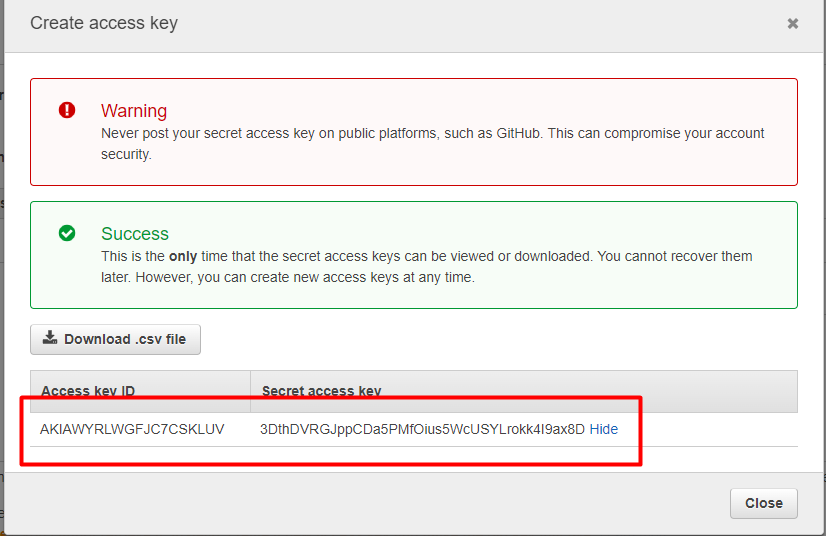 Create access key
Warning
Never post your secret access key on public platforms, such as GitHub. This can compromise your account
security.
Success
This is the only time that the secret access keys can be viewed or downloaded. You cannot recover them
later. However, you can create new access keys at any time.
Download .csv file
Access key ID Secret access key
AKIAWYRLWGFJC7CSKLUV 3DthDVRGJppCDa5PMfOius5WcUSYLrokk4I9ax8D Hide
Close